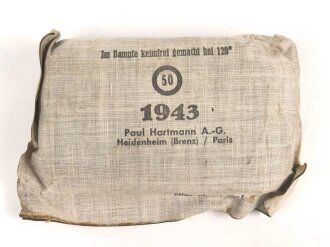 Im Dampfe keimfrei gemacht bei 120°
50
1943
Paul Hartmann A.-G.
Heidenheim (Brenz) / Paris